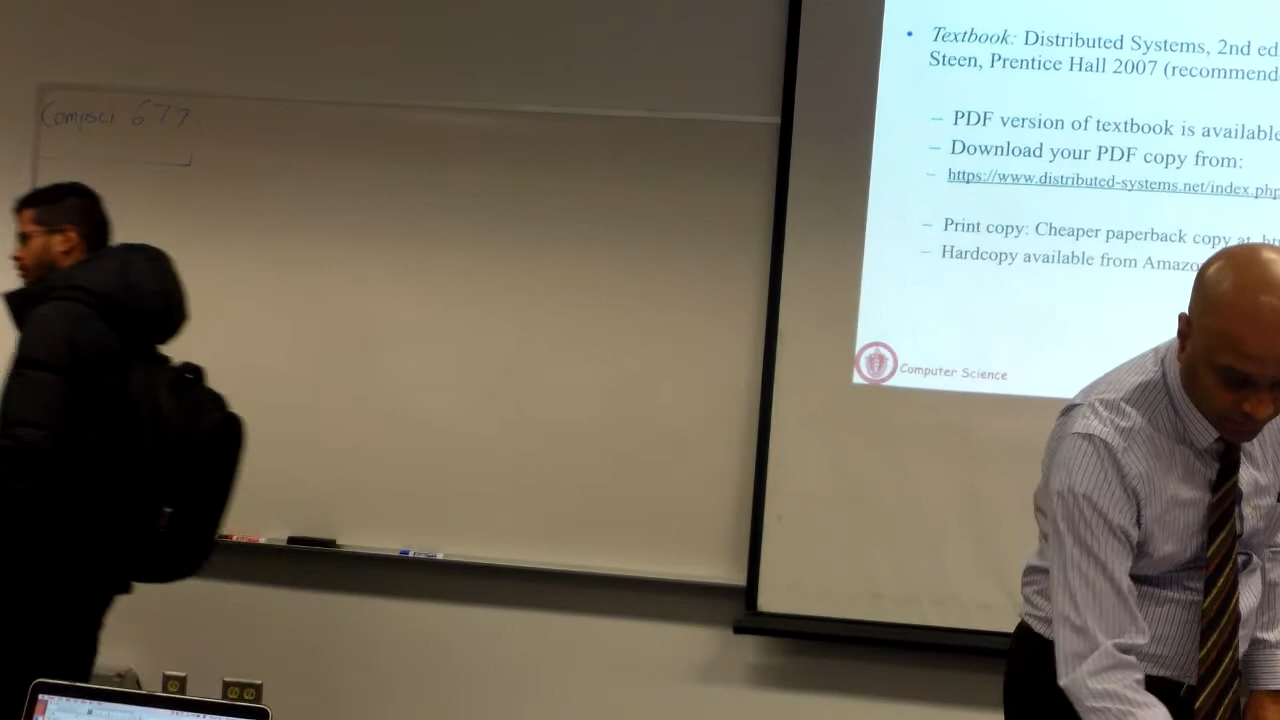 Compsci 677
• Textbook: Distributed Systems, 2nd ed
Steen, Prentice Hall 2007 (recommend
– PDF version of textbook is available
– Download your PDF copy from:
– https://www.distributed-systems.net/index.php
– Print copy: Cheaper paperback copy at
– Hardcopy available from Amazo
Computer Science